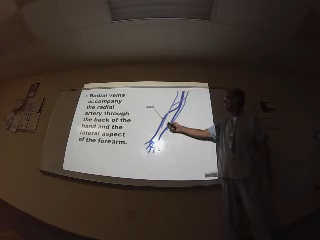 • Radial veins
accompany
the radial
artery through
the back of the
hand and the
lateral aspect
of the forearm.